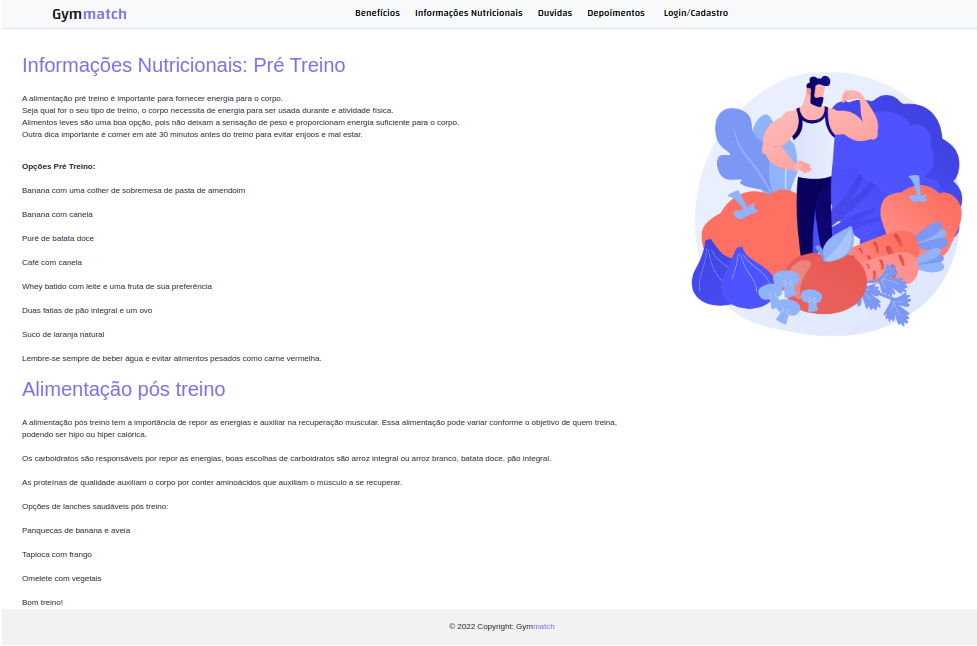 Gymmatch
Benefícios Informações Nutricionais Duvidas Depoimentos Login/Cadastro
Informações Nutricionais: Pré Treino
A alimentação pré treino é importante para fornecer energia para o corpo.
Seja qual for o seu tipo de treino, o corpo necessita de energia para ser usada durante e atividade física.
Alimentos leves são uma boa opção, pois não deixam a sensação de peso e proporcionam energia suficiente para o corpo.
Outra dica importante é comer em até 30 minutos antes do treino para evitar enjoos e mal estar.
Opções Pré Treino:
Banana com uma colher de sobremesa de pasta de amendoim
Banana com canela
Purê de batata doce
Café com canela
Whey batido com leite e uma fruta de sua preferência
Duas fatias de pão integral e um ovo
Suco de laranja natural
Lembre-se sempre de beber água e evitar alimentos pesados como carne vermelha.
Alimentação pós treino
A alimentação pós treino tem a importância de repor as energias e auxiliar na recuperação muscular. Essa alimentação pode variar conforme o objetivo de quem treina,
podendo ser hipo ou hiper calórica.
Os carboidratos são responsáveis por repor as energias, boas escolhas de carboidratos são arroz integral ou arroz branco, batata doce, pão integral.
As proteínas de qualidade auxiliam o corpo por conter aminoácidos que auxiliam o músculo a se recuperar.
Opções de lanches saudáveis pós treino:
Panquecas de banana e aveia
Tapioca com frango
Omelete com vegetais
Bom treino!
© 2022 Copyright: Gymmatch